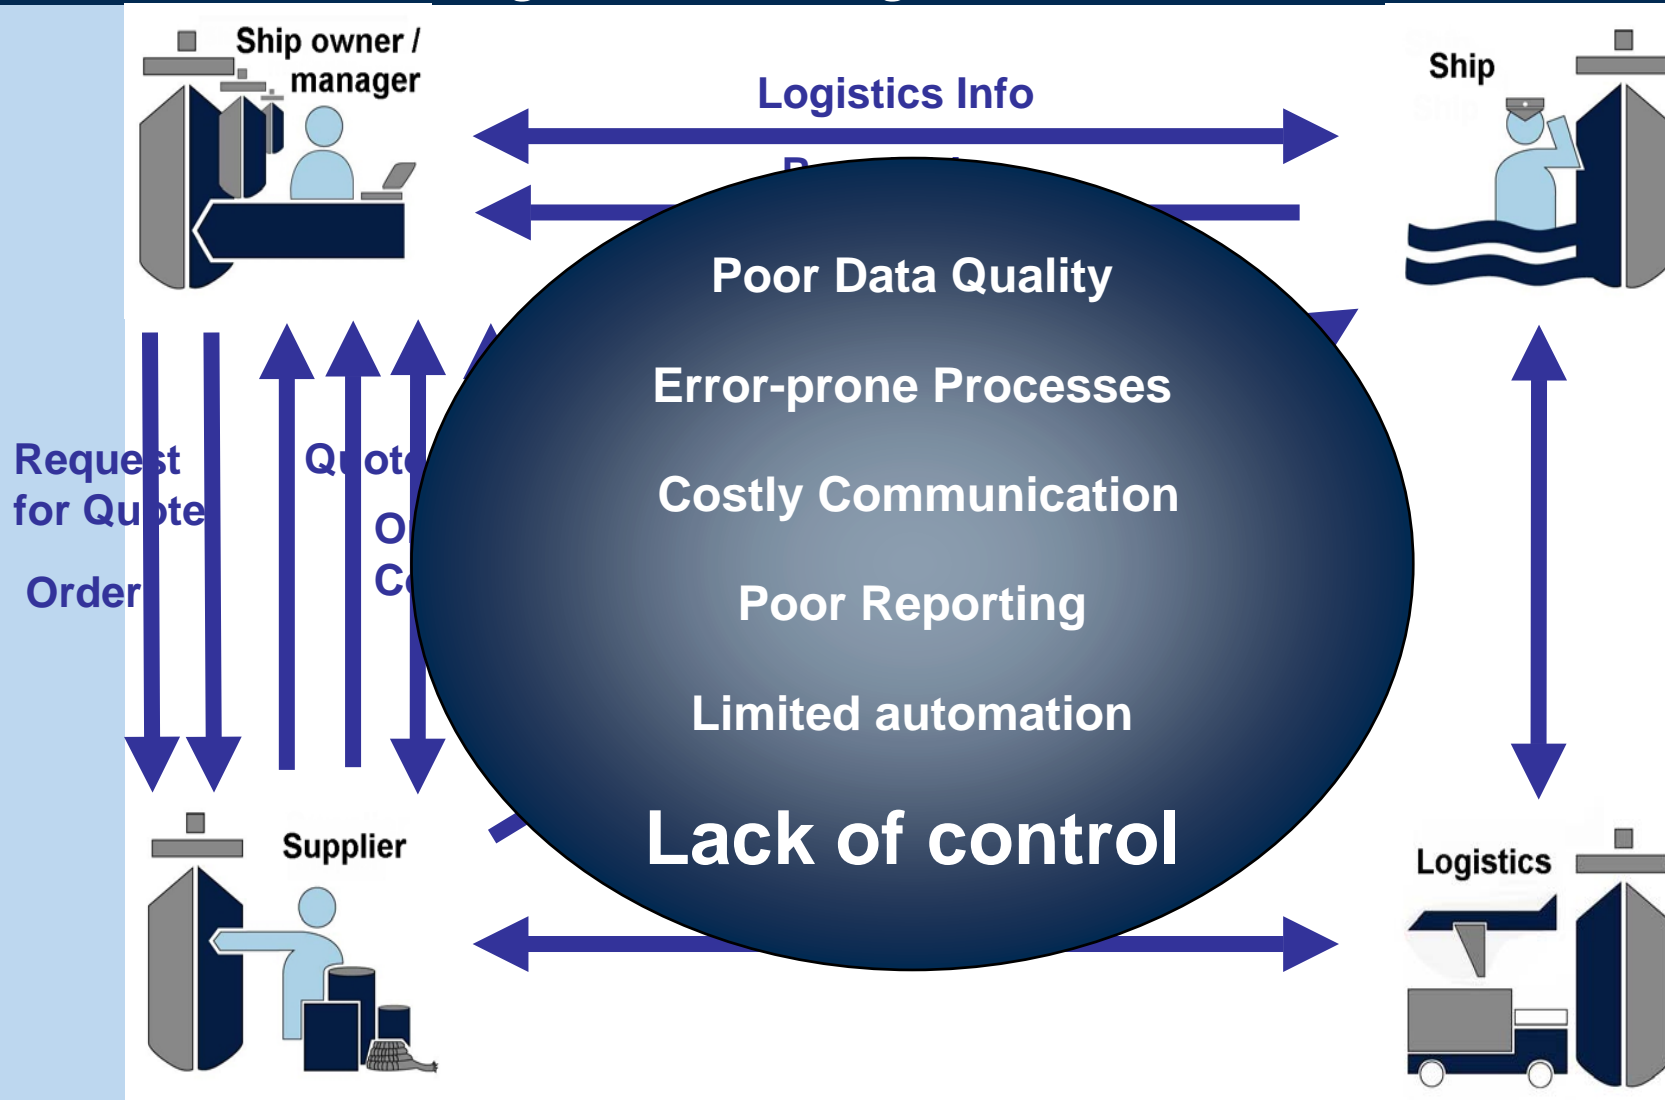 Ship owner /
manager
Ship
Logistics Info
Poor Data Quality
Error-prone Processes
Request
for Quote
Quote
Costly Communication
Order
Poor Reporting
Limited automation
Lack of control
Supplier
Logistics